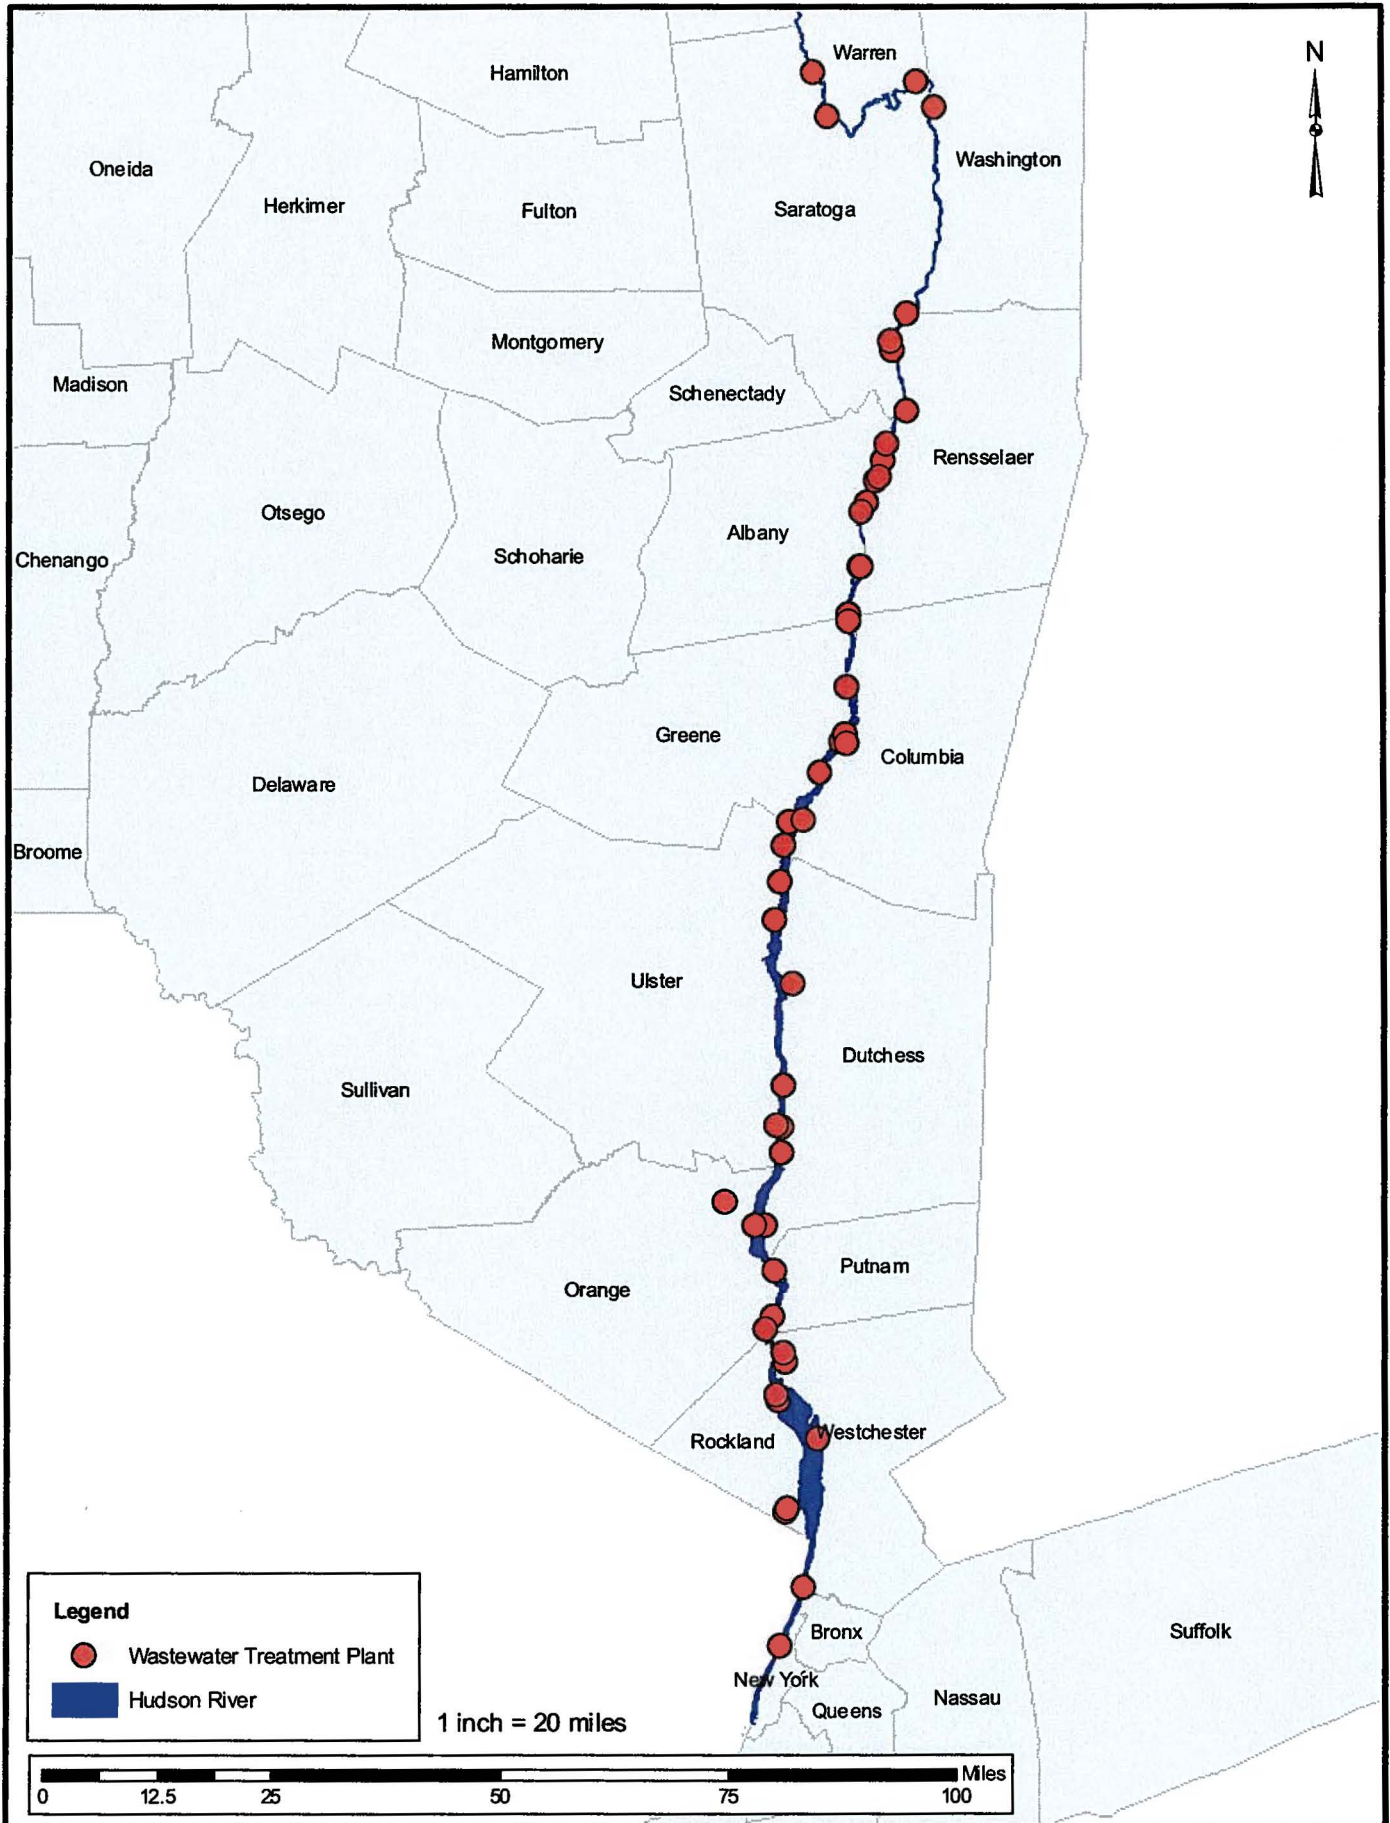 N
Warren
Hamilton
Washington
Oneida
Herkimer
Fulton
Saratoga
Montgomery
Madison
Schenectady
Rensselaer
Otsego
Albany
Chenango
Schoharie
Greene
Columbia
Delaware
Broome
Ulster
Dutchess
Sullivan
Putnam
Orange
Westchester
Rockland
Legend
Wastewater Treatment Plant
Hudson River
Bronx
Suffolk
New York
Nassau
Queens
1 inch = 20 miles
Miles
0 12.5 25 50 75 100